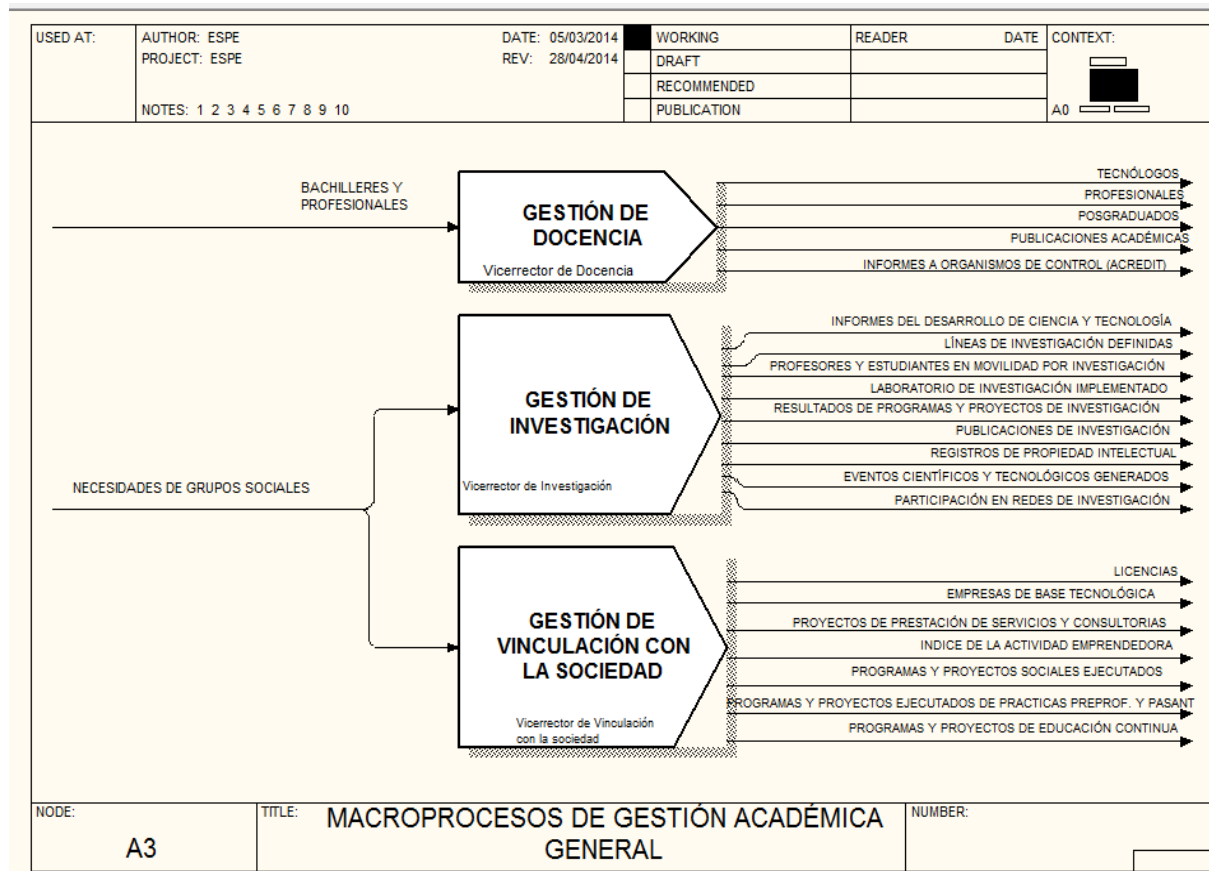 USED AT:
AUTHOR: ESPE
DATE: 05/03/2014
WORKING
READER
DATE
CONTEXT:
PROJECT: ESPE
REV: 28/04/2014
DRAFT
RECOMMENDED
NOTES: 1 2 3 4 5 6 7 8 9 10
PUBLICATION
A0
BACHILLERES Y
PROFESIONALES
GESTIÓN DE
DOCENCIA
Vicerrector de Docencia
TECNÓLOGOS
PROFESIONALES
POSGRADUADOS
PUBLICACIONES ACADÉMICAS
INFORMES A ORGANISMOS DE CONTROL (ACREDIT)
NECESIDADES DE GRUPOS SOCIALES
GESTIÓN DE
INVESTIGACIÓN
Vicerrector de Investigación
INFORMES DEL DESARROLLO DE CIENCIA Y TECNOLOGÍA
LÍNEAS DE INVESTIGACIÓN DEFINIDAS
PROFESORES Y ESTUDIANTES EN MOVILIDAD POR INVESTIGACIÓN
LABORATORIO DE INVESTIGACIÓN IMPLEMENTADO
RESULTADOS DE PROGRAMAS Y PROYECTOS DE INVESTIGACIÓN
PUBLICACIONES DE INVESTIGACIÓN
REGISTROS DE PROPIEDAD INTELECTUAL
EVENTOS CIENTÍFICOS Y TECNOLÓGICOS GENERADOS
PARTICIPACIÓN EN REDES DE INVESTIGACIÓN
GESTIÓN DE
VINCULACIÓN CON
LA SOCIEDAD
Vicerrector de Vinculación
con la sociedad
LICENCIAS
EMPRESAS DE BASE TECNOLÓGICA
PROYECTOS DE PRESTACIÓN DE SERVICIOS Y CONSULTORIAS
INDICE DE LA ACTIVIDAD EMPRENDEDORA
PROGRAMAS Y PROYECTOS SOCIALES EJECUTADOS
PROGRAMAS Y PROYECTOS EJECUTADOS DE PRACTICAS PREPROF. Y PASANT
PROGRAMAS Y PROYECTOS DE EDUCACIÓN CONTINUA
NODE:
A3
TITLE:
MACROPROCESOS DE GESTIÓN ACADÉMICA
GENERAL
NUMBER: